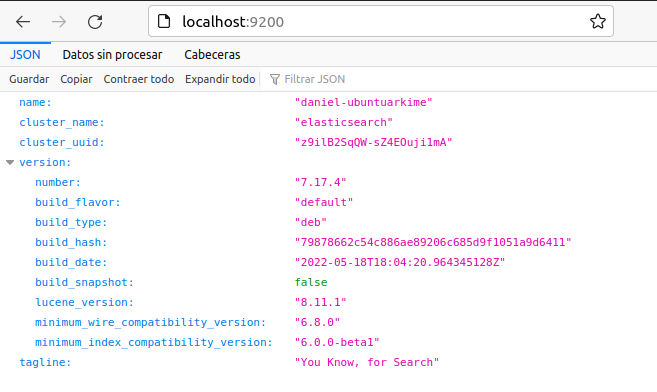 localhost:9200
JSON Datos sin procesar Cabeceras
Guardar Copiar Contraer todo Expandir todo Filtrar JSON
name: "daniel-ubuntuarkime"
cluster_name: "elasticsearch"
cluster_uuid: "z9ilB2SqQW-sZ4EOuji1mA"
version:
number: "7.17.4"
build_flavor: "default"
build_type: "deb"
build_hash: "79878662c54c886ae89206c685d9f1051a9d6411"
build_date: "2022-05-18T18:04:20.964345128Z"
build_snapshot: false
lucene_version: "8.11.1"
minimum_wire_compatibility_version: "6.8.0"
minimum_index_compatibility_version: "6.0.0-beta1"
tagline: "You Know, for Search"